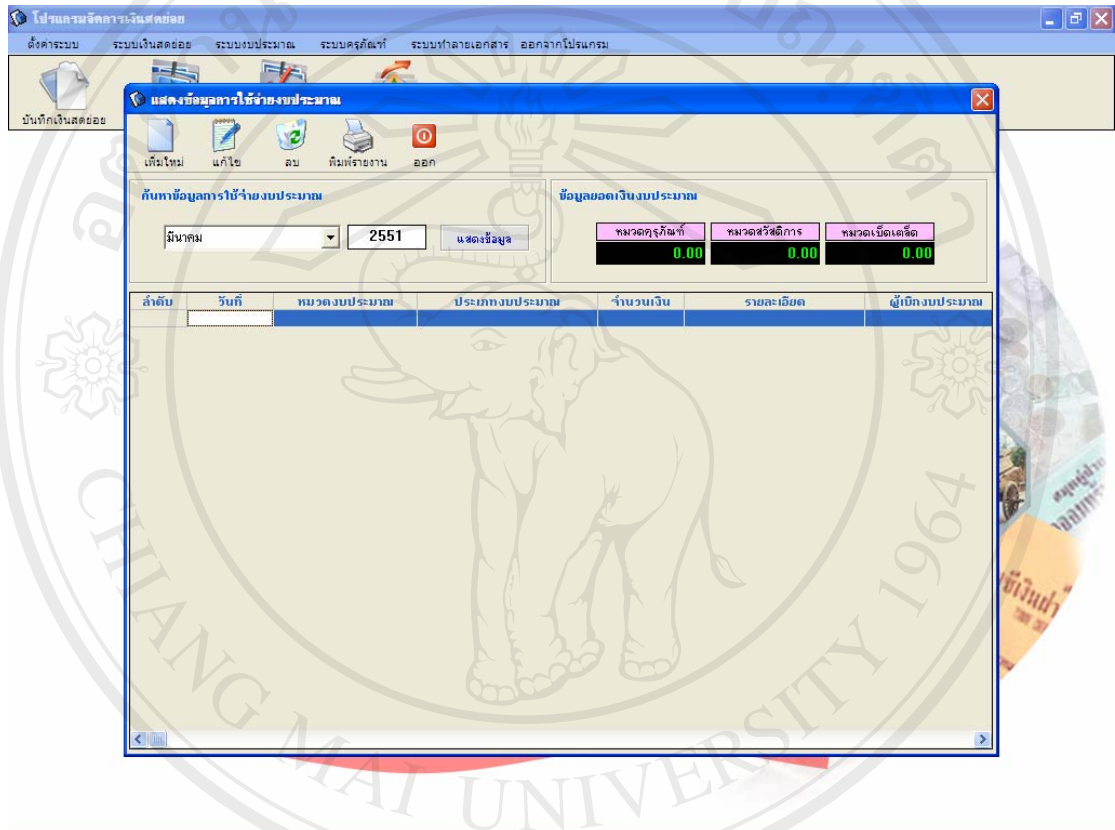 โปรแกรมจัดการเงินสดย่อย
ตั้งค่าระบบ ระบบเงินสดย่อย ระบบงบประมาณ ระบบครุภัณฑ์ ระบบทำลายเอกสาร ออกจากโปรแกรม
บันทึกเงินสดย่อย
แสดงข้อมูลการใช้จ่ายงบประมาณ
เพิ่มใหม่ แก้ไข ลบ พิมพ์รายงาน ออก
ค้นหาข้อมูลการใช้จ่ายงบประมาณ ข้อมูลยอดเงินงบประมาณ
มีนาคม 2551 แสดงข้อมูล
หมวดครุภัณฑ์ หมวดสวัสดิการ หมวดเบ็ดเตล็ด
0.00 0.00 0.00
ลำดับ วันที่ หมวดงบประมาณ ประเภทงบประมาณ จำนวนเงิน รายละเอียด ผู้เบิกงบประมาณ
CHIANG MAI UNIVERSITY 1964